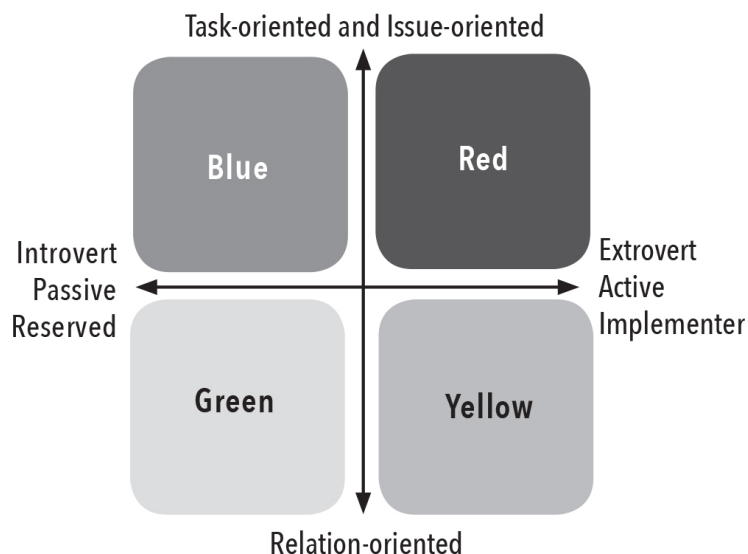 Task-oriented and Issue-oriented
Blue
Red
Introvert
Passive
Reserved
Extrovert
Active
Implementer
Green
Yellow
Relation-oriented